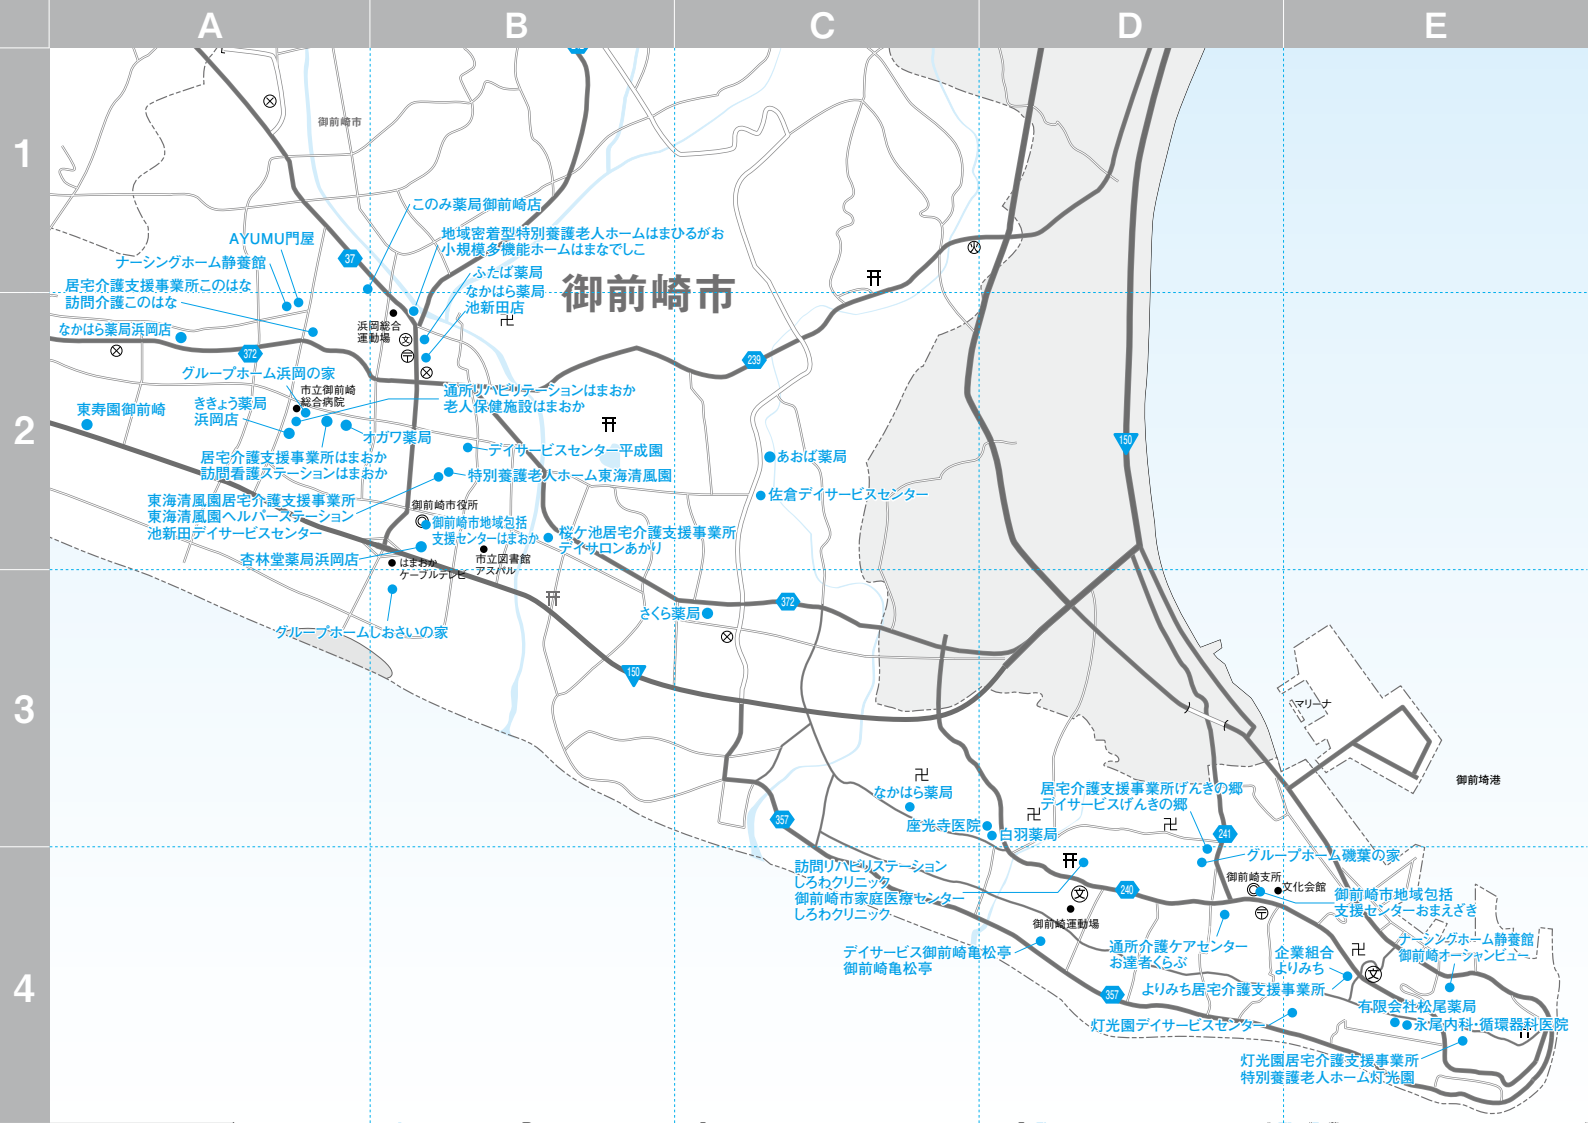 A
B
C
D
E
1
2
3
4
御前崎市
このみ薬局御前崎店
AYUMU門屋
地域密着型特別養護老人ホームはまひるがお
小規模多機能ホームはまなでしこ
ナーシングホーム静養館
37
ふたば薬局
居宅介護支援事業所このはな
訪問介護このはな
なかはら薬局
池新田店
御前崎市
なかはら薬局浜岡店
浜岡総合
運動場
372
239
グループホーム浜岡の家
市立御前崎
総合病院
通所リハビリテーションはまおか
老人保健施設はまおか
東寿園御前崎
ききょう薬局
浜岡店
オガワ薬局
150
居宅介護支援事業所はまおか
訪問看護ステーションはまおか
デイサービスセンター平成園
あおば薬局
特別養護老人ホーム東海清風園
佐倉デイサービスセンター
東海清風園居宅介護支援事業所
東海清風園ヘルパーステーション
池新田デイサービスセンター
御前崎市役所
御前崎市地域包括
支援センターはまおか
桜ケ池居宅介護支援事業所
デイサロンあかり
杏林堂薬局浜岡店
はまおか
ケーブルテレビ
市立図書館
アスパル
372
さくら薬局
グループホームしおさいの家
150
マリーナ
御前埼港
なかはら薬局
居宅介護支援事業所げんきの郷
デイサービスげんきの郷
357
座光寺医院
白羽薬局
241
訪問リハビリステーション
しろわクリニック
御前崎市家庭医療センター
しろわクリニック
グループホーム磯葉の家
240
御前崎支所
文化会館
御前崎市地域包括
支援センターおまえざき
御前崎運動場
デイサービス御前崎亀松亭
御前崎亀松亭
通所介護ケアセンター
お達者くらぶ
企業組合
よりみち
ナーシングホーム静養館
御前崎オーシャンビュー
よりみち居宅介護支援事業所
357
有限会社松尾薬局
灯光園デイサービスセンター
永尾内科・循環器科医院
灯光園居宅介護支援事業所
特別養護老人ホーム灯光園